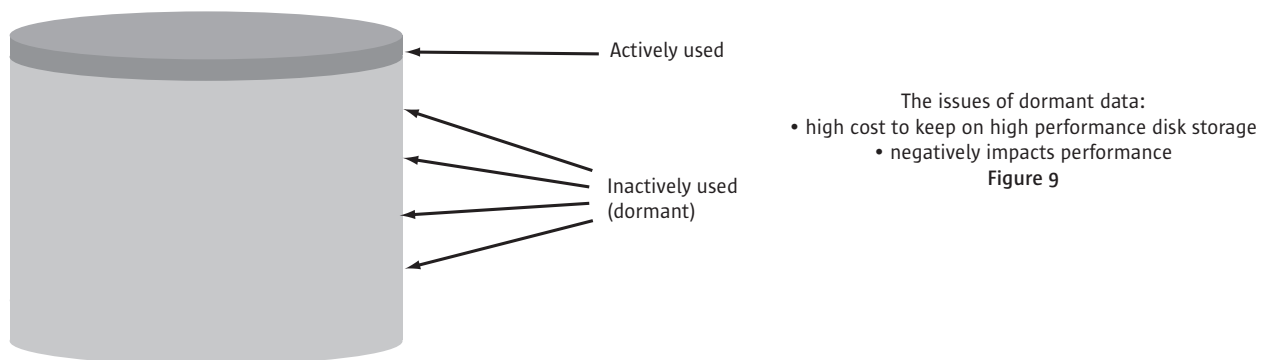 Actively used
Inactively used
(dormant)
The issues of dormant data:
• high cost to keep on high performance disk storage
• negatively impacts performance
Figure 9